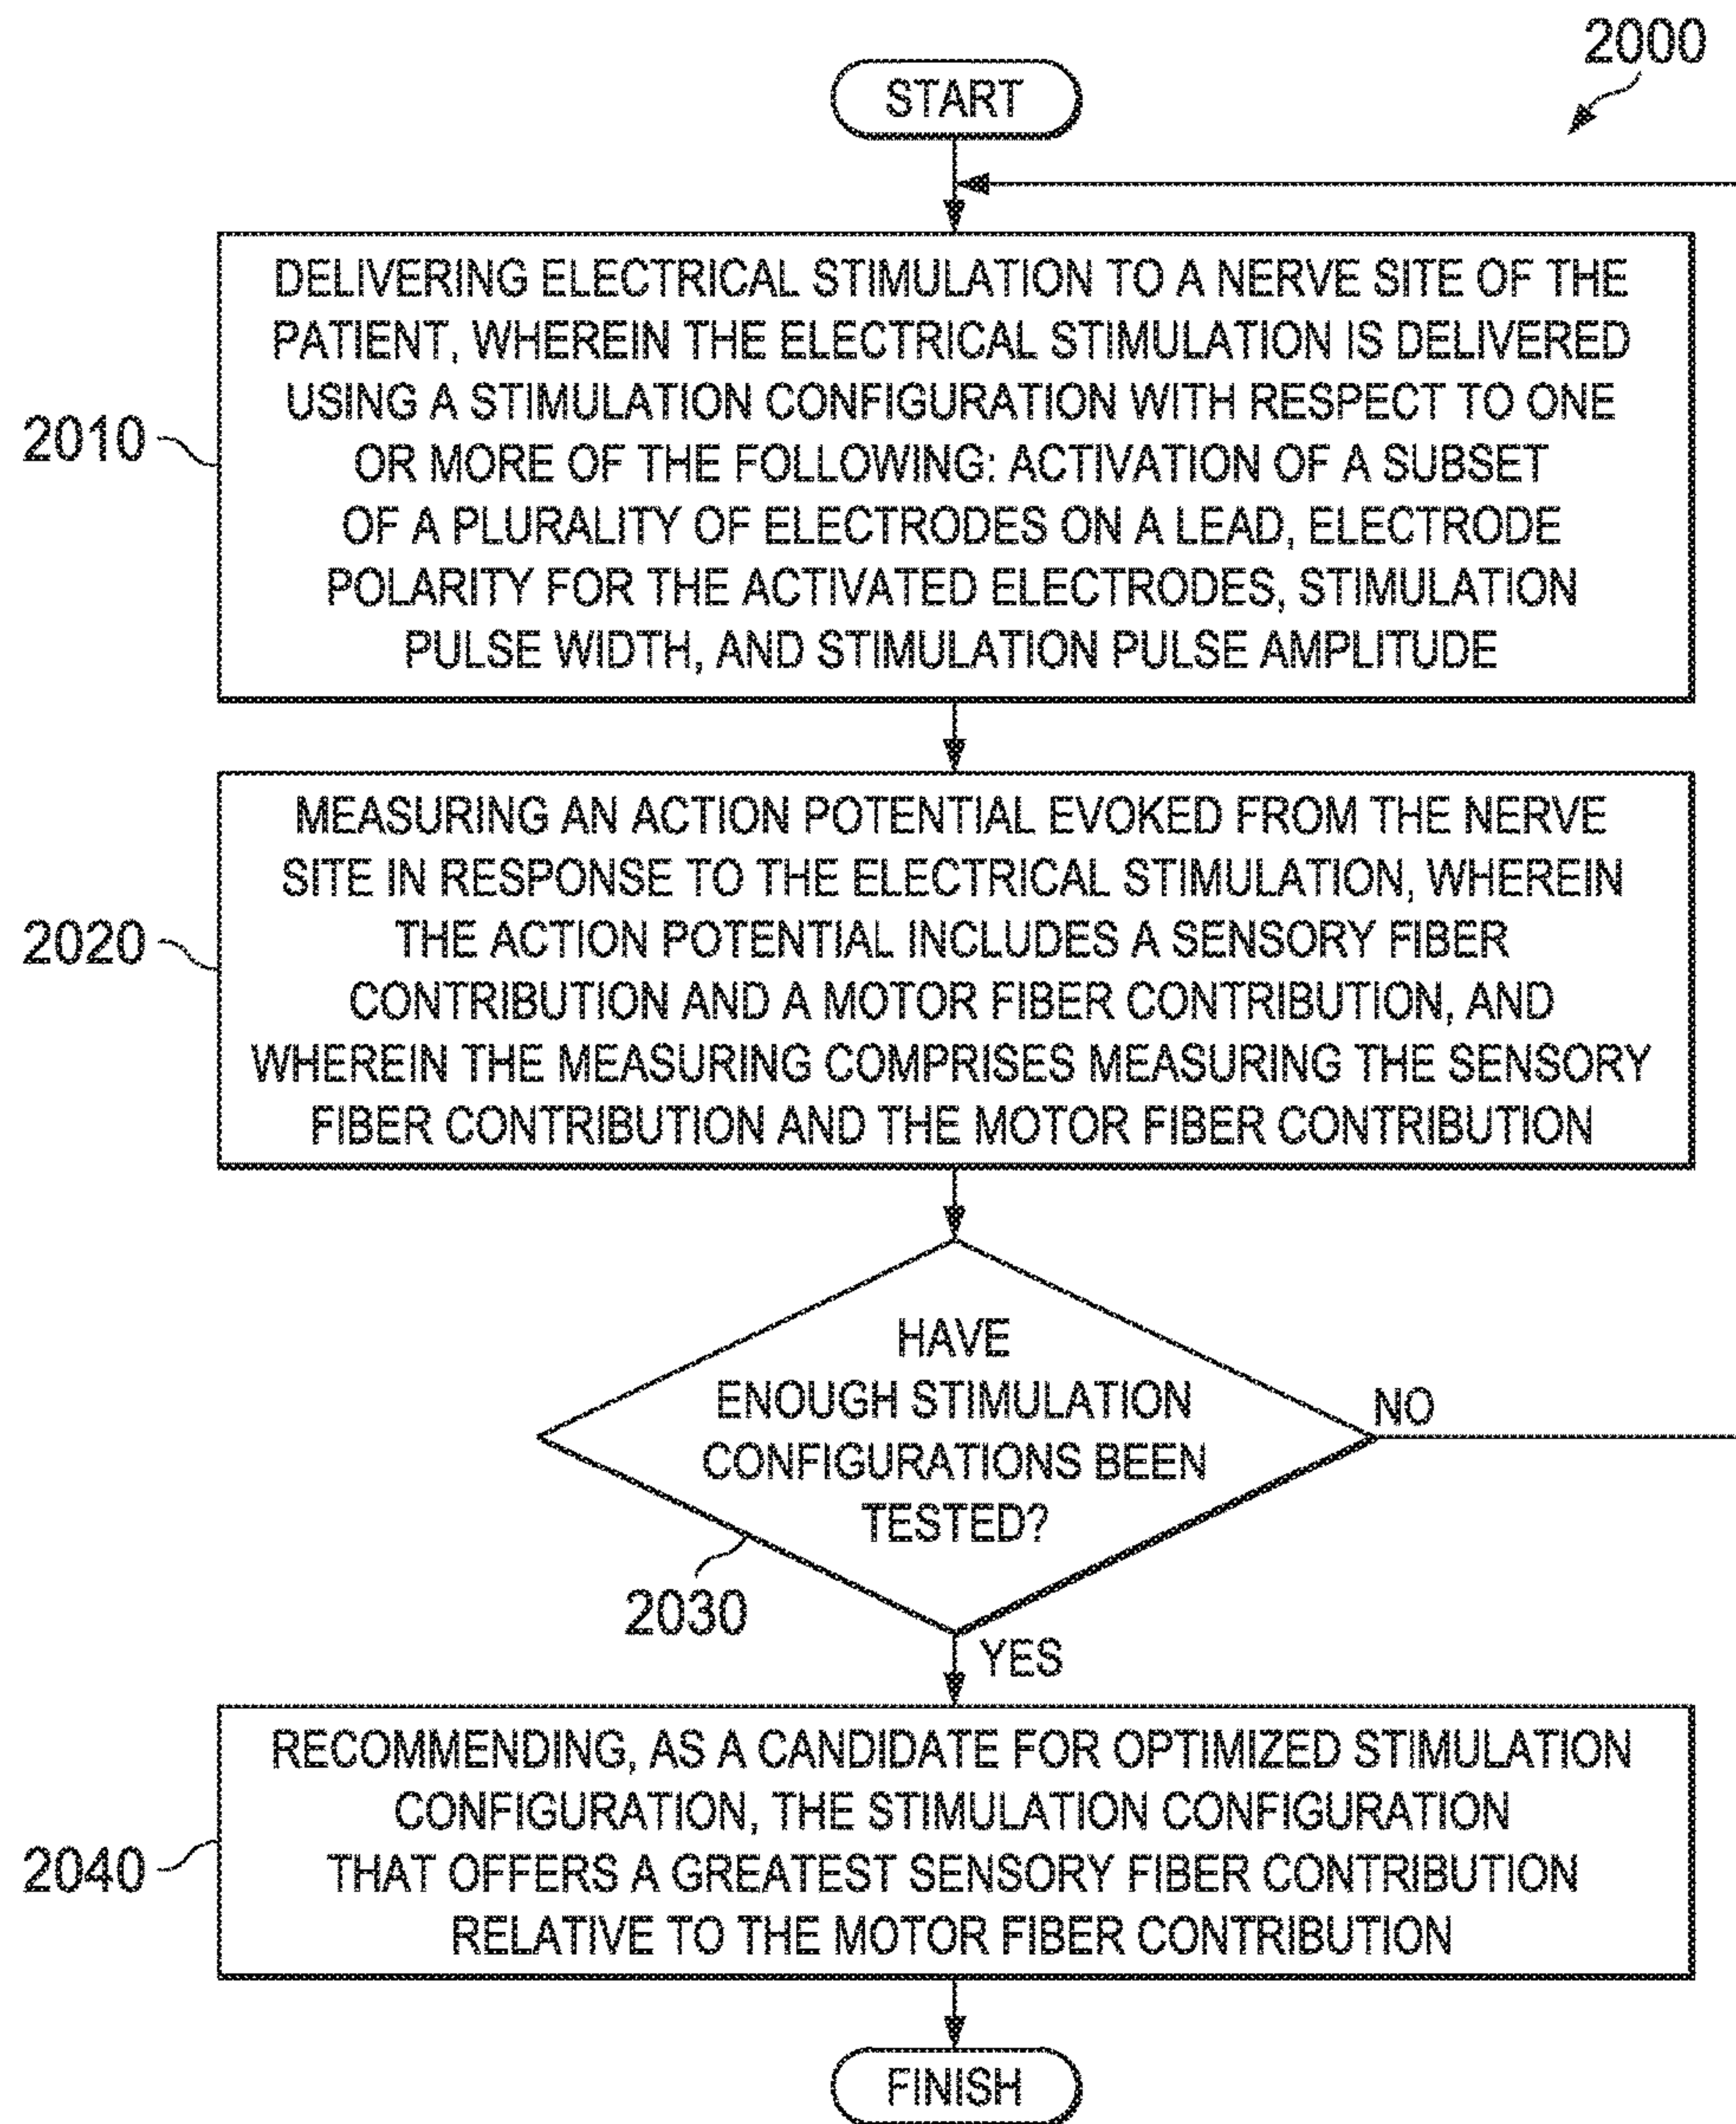 2000
START
DELIVERING ELECTRICAL STIMULATION TO A NERVE SITE OF THE
PATIENT, WHEREIN THE ELECTRICAL STIMULATION IS DELIVERED
USING A STIMULATION CONFIGURATION WITH RESPECT TO ONE
OR MORE OF THE FOLLOWING: ACTIVATION OF A SUBSET
OF A PLURALITY OF ELECTRODES ON A LEAD, ELECTRODE
POLARITY FOR THE ACTIVATED ELECTRODES, STIMULATION
PULSE WIDTH, AND STIMULATION PULSE AMPLITUDE
2010
MEASURING AN ACTION POTENTIAL EVOKED FROM THE NERVE
SITE IN RESPONSE TO THE ELECTRICAL STIMULATION, WHEREIN
THE ACTION POTENTIAL INCLUDES A SENSORY FIBER
CONTRIBUTION AND A MOTOR FIBER CONTRIBUTION, AND
WHEREIN THE MEASURING COMPRISES MEASURING THE SENSORY
FIBER CONTRIBUTION AND THE MOTOR FIBER CONTRIBUTION
2020
HAVE
ENOUGH STIMULATION
CONFIGURATIONS BEEN
TESTED?
NO
2030
YES
RECOMMENDING, AS A CANDIDATE FOR OPTIMIZED STIMULATION
CONFIGURATION, THE STIMULATION CONFIGURATION
THAT OFFERS A GREATEST SENSORY FIBER CONTRIBUTION
RELATIVE TO THE MOTOR FIBER CONTRIBUTION
2040
FINISH